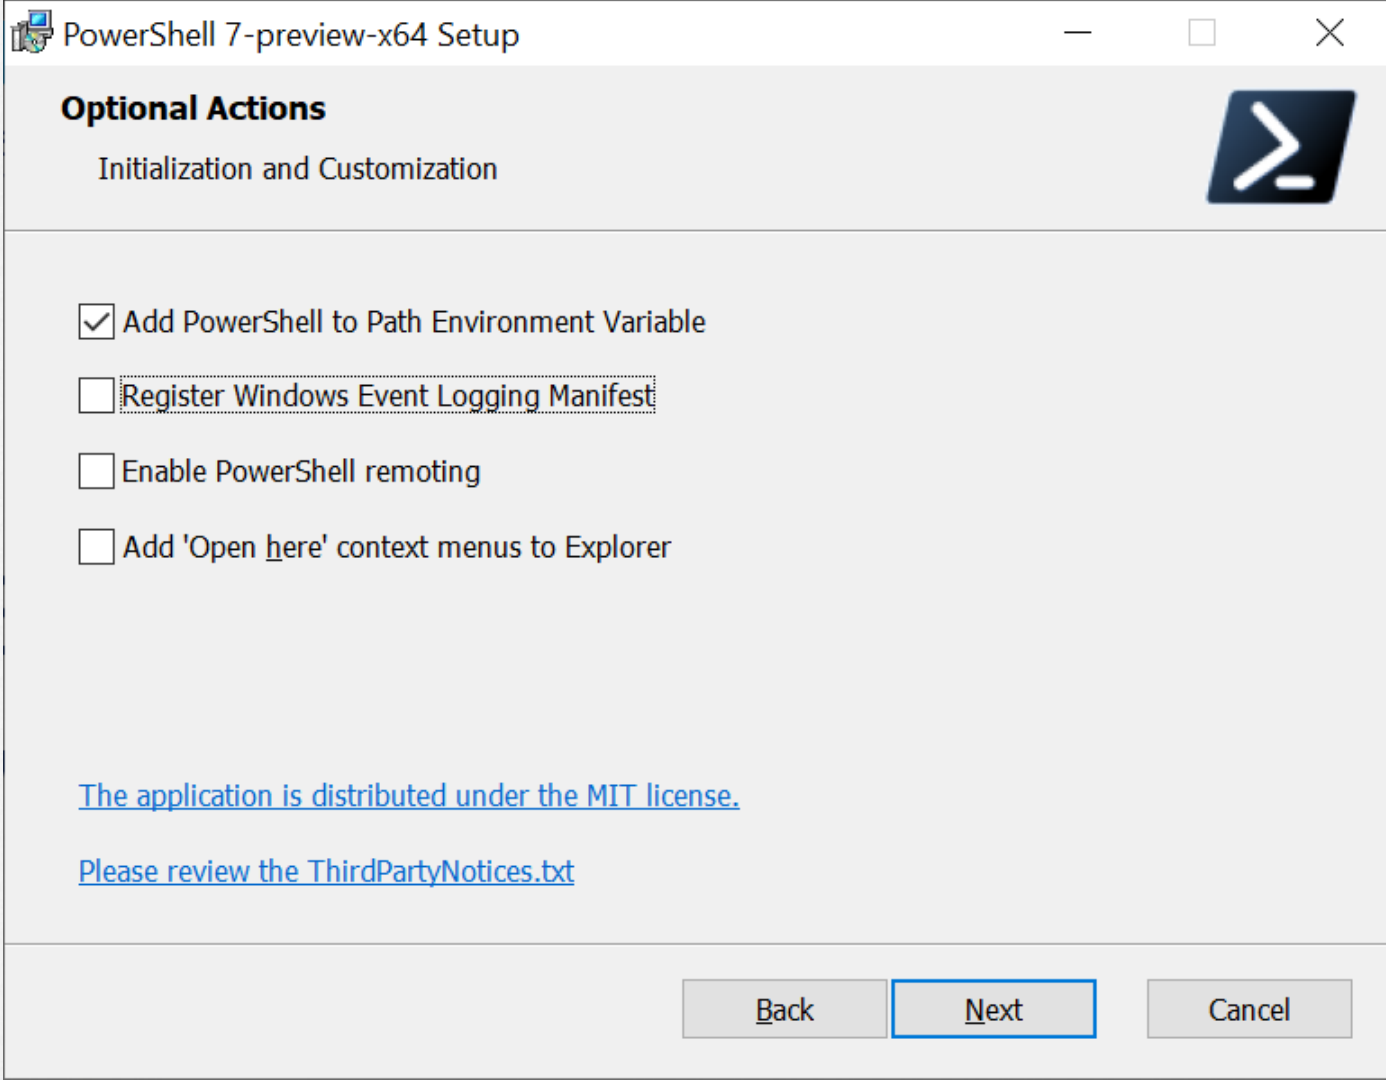 PowerShell 7-preview-x64 Setup
Optional Actions
Initialization and Customization
Add PowerShell to Path Environment Variable
Register Windows Event Logging Manifest
Enable PowerShell remoting
Add 'Open here' context menus to Explorer
The application is distributed under the MIT license.
Please review the ThirdPartyNotices.txt
Back Next Cancel